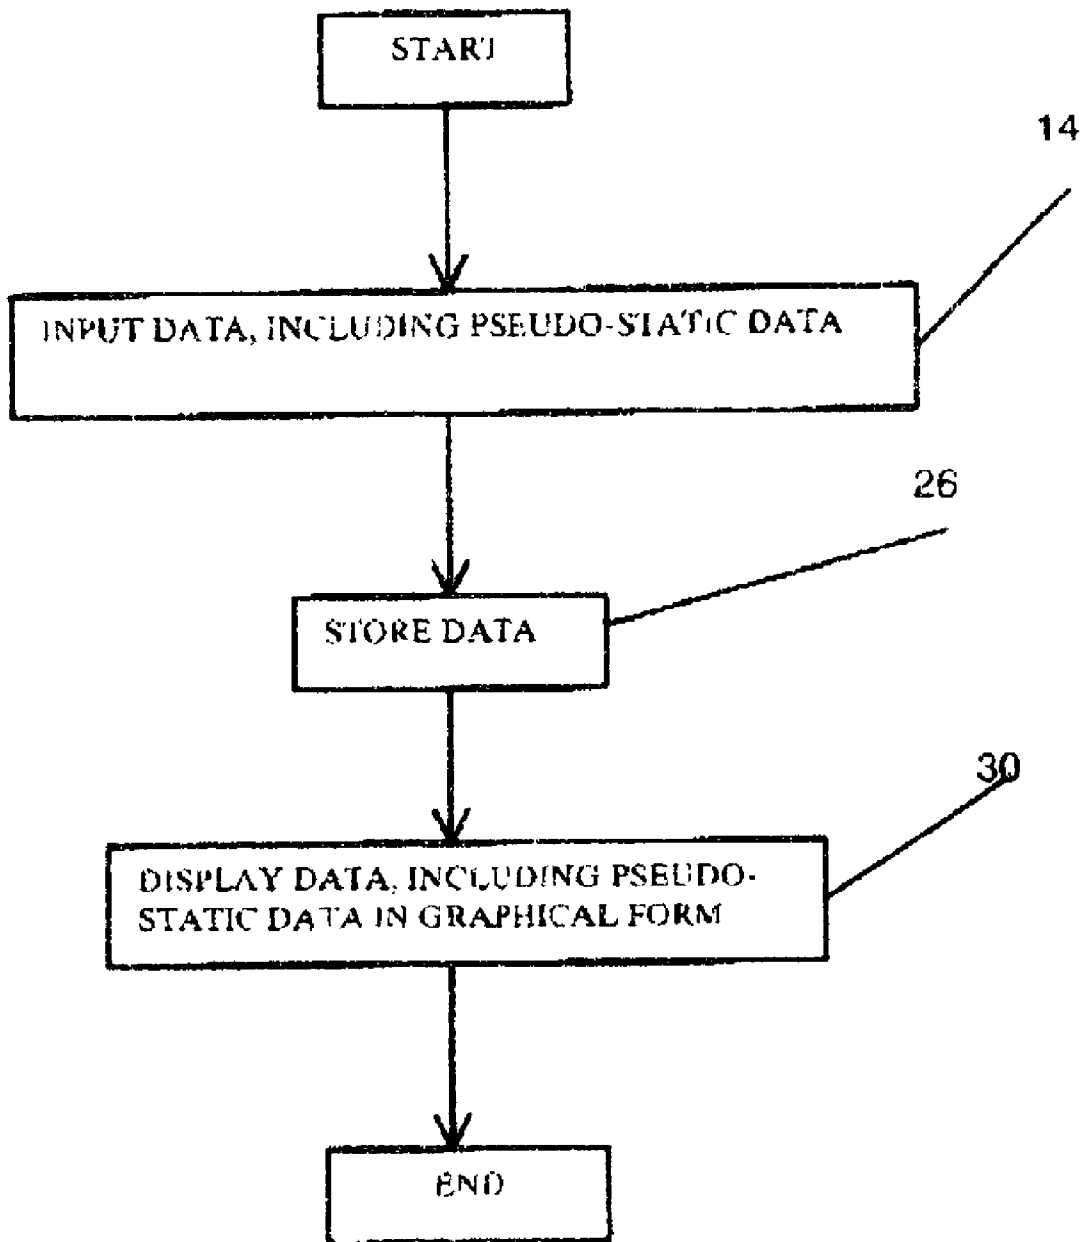 START
14
INPUT DATA, INCLUDING PSEUDO-STATIC DATA
26
STORE DATA
30
DISPLAY DATA, INCLUDING PSEUDO-
STATIC DATA IN GRAPHICAL FORM
END